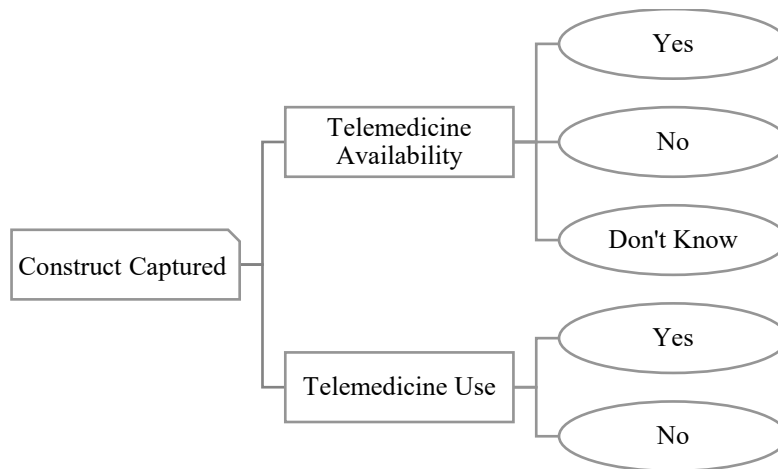 Yes
Telemedicine
Availability
No
Don't Know
Construct Captured
Yes
Telemedicine Use
No